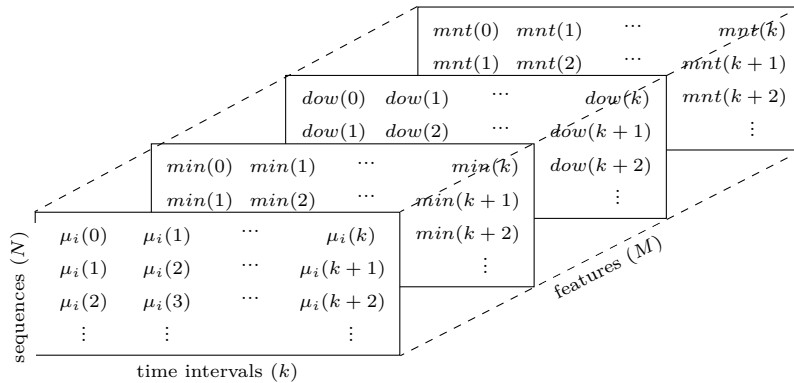 mnt(0) mnt(1) ⋯ mnt(k)
mnt(1) mnt(2) ⋯ mnt(k + 1)
mnt(k + 2)
⋮
dow(0) dow(1) ⋯ dow(k)
dow(1) dow(2) ⋯ dow(k + 1)
dow(k + 2)
⋮
min(0) min(1) ⋯ min(k)
min(1) min(2) ⋯ min(k + 1)
min(k + 2)
⋮
μᵢ(0) μᵢ(1) ⋯ μᵢ(k)
μᵢ(1) μᵢ(2) ⋯ μᵢ(k + 1)
μᵢ(2) μᵢ(3) ⋯ μᵢ(k + 2)
⋮ ⋮ ⋮
sequences (N)
time intervals (k)
features (M)